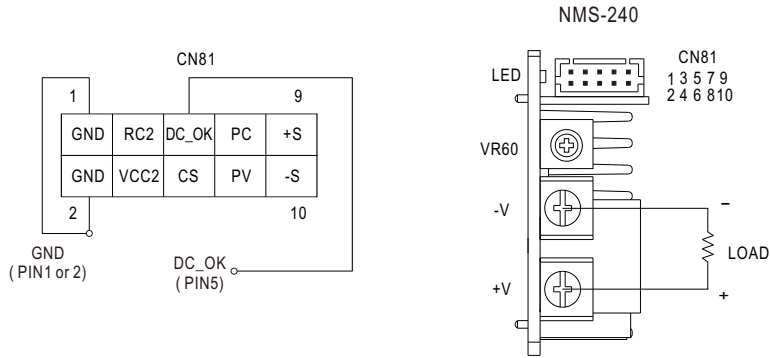 NMS-240
CN81
1 9
GND RC2 DC_OK PC +S
GND VCC2 CS PV -S
2 10
GND
( PIN1 or 2)
DC_OK
( PIN5)
LED
CN81
1 3 5 7 9
2 4 6 8 10
VR60
-V
+V
–
LOAD
+